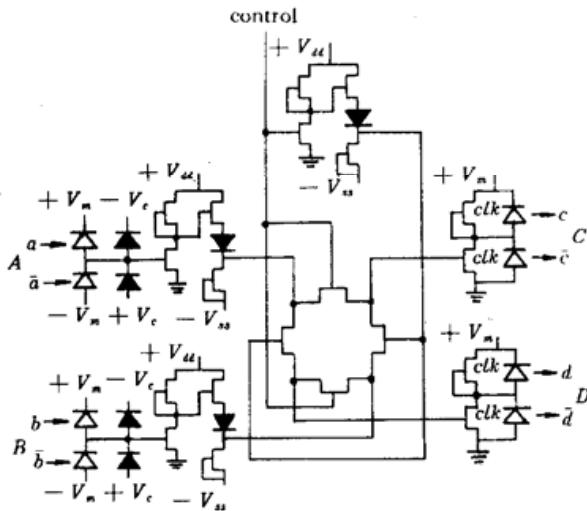 control
+ V_dd
- V_ss
+ V_dd
+ V_m - V_c
a
A
ā
- V_m + V_c
- V_ss
+ V_m
clk
c
C
clk
c̄
+ V_dd
+ V_m - V_c
b
B
b̄
- V_m + V_c
- V_ss
+ V_m
clk
d
D
clk
d̄